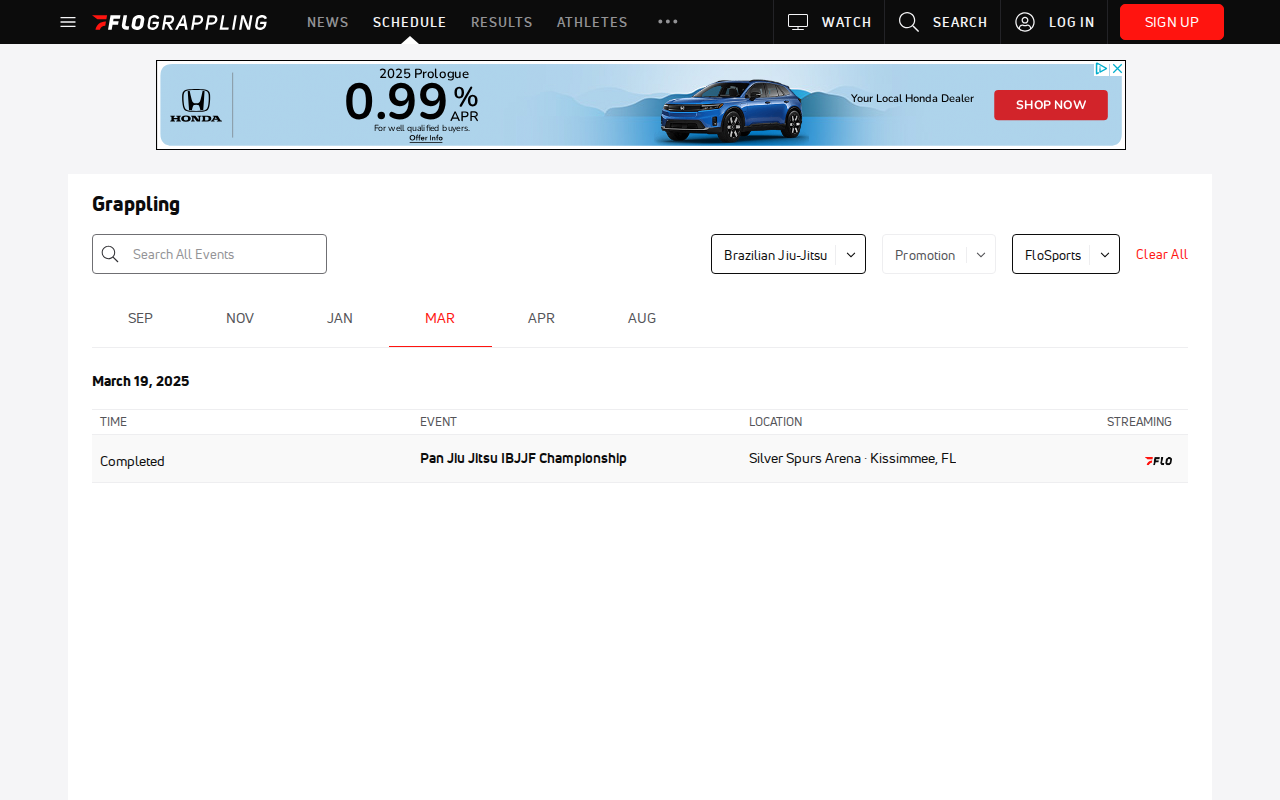 FLOGRAPPLING
NEWS
SCHEDULE
RESULTS
ATHLETES
WATCH
SEARCH
LOG IN
SIGN UP
HONDA
2025 Prologue
0.99% APR
For well qualified buyers.
Offer Info
Your Local Honda Dealer
SHOP NOW
Grappling
Search All Events
Brazilian Jiu-Jitsu
Promotion
FloSports
Clear All
SEP
NOV
JAN
MAR
APR
AUG
March 19, 2025
TIME
EVENT
LOCATION
STREAMING
Completed
Pan Jiu Jitsu IBJJF Championship
Silver Spurs Arena · Kissimmee, FL
FLO